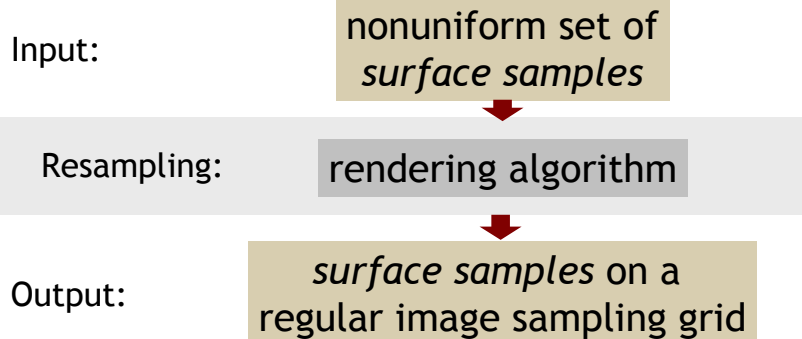 Input:
nonuniform set of
surface samples
Resampling:
rendering algorithm
Output:
surface samples on a
regular image sampling grid